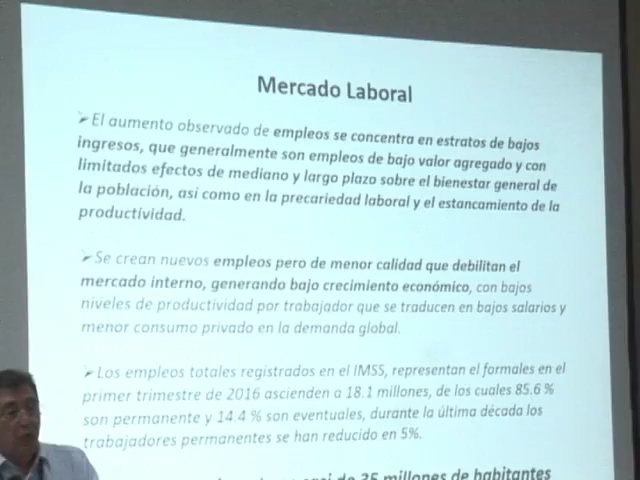 Mercado Laboral
➢El aumento observado de empleos se concentra en estratos de bajos
ingresos, que generalmente son empleos de bajo valor agregado y con
limitados efectos de mediano y largo plazo sobre el bienestar general de
la población, asi como en la precariedad laboral y el estancamiento de la
productividad.
➢Se crean nuevos empleos pero de menor calidad que debilitan el
mercado interno, generando bajo crecimiento económico, con bajos
niveles de productividad por trabajador que se traducen en bajos salarios y
menor consumo privado en la demanda global.
➢Los empleos totales registrados en el IMSS, representan el formales en el
primer trimestre de 2016 ascienden a 18.1 millones, de los cuales 85.6 %
son permanente y 14.4 % son eventuales, durante la última década los
trabajadores permanentes se han reducido en 5%.
de 35 millones de habitantes